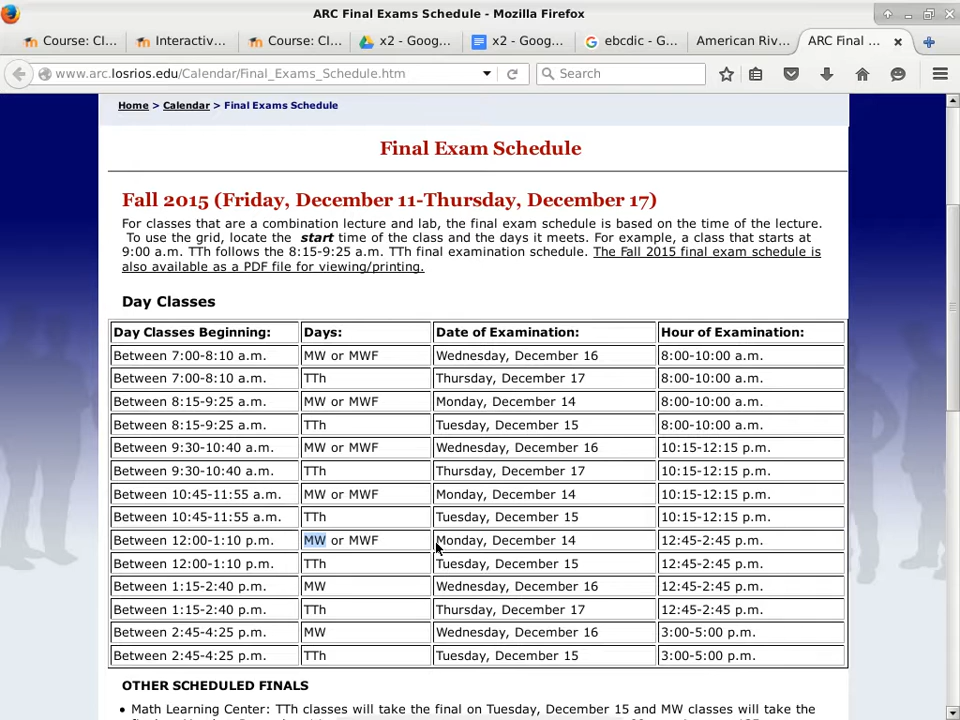 ARC Final Exams Schedule - Mozilla Firefox
Course: Cl... Interactiv... Course: Cl... x2 - Goog... x2 - Goog... ebcdic - G... American Riv... ARC Final ...
www.arc.losrios.edu/Calendar/Final_Exams_Schedule.htm Search
Home > Calendar > Final Exams Schedule
Final Exam Schedule
Fall 2015 (Friday, December 11-Thursday, December 17)
For classes that are a combination lecture and lab, the final exam schedule is based on the time of the lecture.
To use the grid, locate the start time of the class and the days it meets. For example, a class that starts at
9:00 a.m. TTh follows the 8:15-9:25 a.m. TTh final examination schedule. The Fall 2015 final exam schedule is
also available as a PDF file for viewing/printing.
Day Classes
Day Classes Beginning: Days: Date of Examination: Hour of Examination:
Between 7:00-8:10 a.m. MW or MWF Wednesday, December 16 8:00-10:00 a.m.
Between 7:00-8:10 a.m. TTh Thursday, December 17 8:00-10:00 a.m.
Between 8:15-9:25 a.m. MW or MWF Monday, December 14 8:00-10:00 a.m.
Between 8:15-9:25 a.m. TTh Tuesday, December 15 8:00-10:00 a.m.
Between 9:30-10:40 a.m. MW or MWF Wednesday, December 16 10:15-12:15 p.m.
Between 9:30-10:40 a.m. TTh Thursday, December 17 10:15-12:15 p.m.
Between 10:45-11:55 a.m. MW or MWF Monday, December 14 10:15-12:15 p.m.
Between 10:45-11:55 a.m. TTh Tuesday, December 15 10:15-12:15 p.m.
Between 12:00-1:10 p.m. MW or MWF Monday, December 14 12:45-2:45 p.m.
Between 12:00-1:10 p.m. TTh Tuesday, December 15 12:45-2:45 p.m.
Between 1:15-2:40 p.m. MW Wednesday, December 16 12:45-2:45 p.m.
Between 1:15-2:40 p.m. TTh Thursday, December 17 12:45-2:45 p.m.
Between 2:45-4:25 p.m. MW Wednesday, December 16 3:00-5:00 p.m.
Between 2:45-4:25 p.m. TTh Tuesday, December 15 3:00-5:00 p.m.
OTHER SCHEDULED FINALS
• Math Learning Center: TTh classes will take the final on Tuesday, December 15 and MW classes will take the